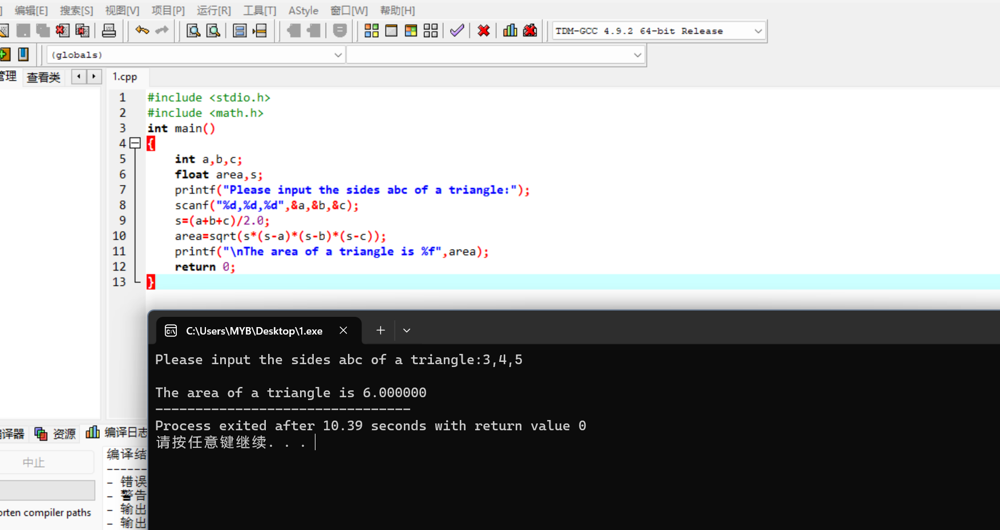 编辑[E] 搜索[S] 视图[V] 项目[P] 运行[R] 工具[T] AStyle 窗口[W] 帮助[H]
TDM-GCC 4.9.2 64-bit Release
(globals)
管理 查看类 1.cpp
1 #include <stdio.h>
2 #include <math.h>
3 int main()
4 {
5 int a,b,c;
6 float area,s;
7 printf("Please input the sides abc of a triangle:");
8 scanf("%d,%d,%d",&a,&b,&c);
9 s=(a+b+c)/2.0;
10 area=sqrt(s*(s-a)*(s-b)*(s-c));
11 printf("\nThe area of a triangle is %f",area);
12 return 0;
13 }
C:\Users\MYB\Desktop\1.exe
Please input the sides abc of a triangle:3,4,5
The area of a triangle is 6.000000
--------------------------------
Process exited after 10.39 seconds with return value 0
请按任意键继续. . .
编译器 资源 编译日志
中止
编译结
--------
- 错误
- 警告
- 输出
- 输出
orten compiler paths